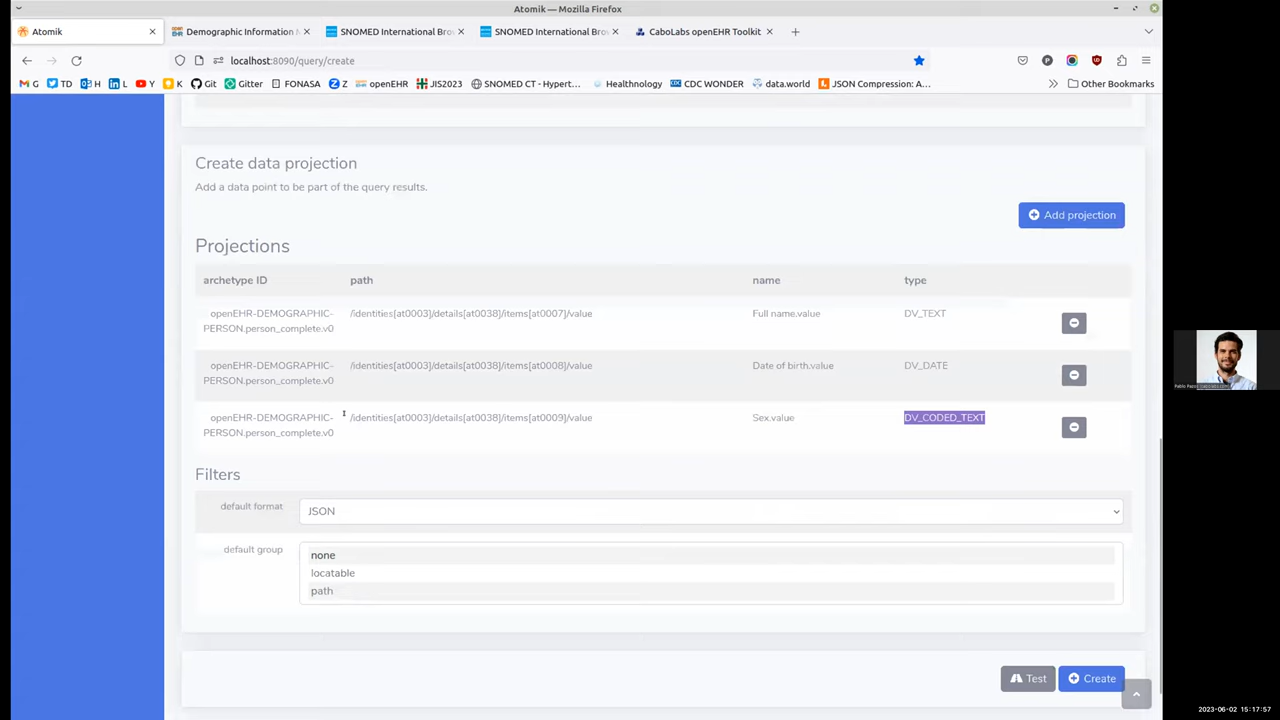 Atomik — Mozilla Firefox
Atomik
Demographic Information M
SNOMED International Bro
SNOMED International Bro
CaboLabs openEHR Toolkit
localhost:8090/query/create
G
TD
H
L
Y
K
Git
Gitter
FONASA
Z
openEHR
JIS2023
SNOMED CT - Hypert...
Healthnology
CDC WONDER
data.world
JSON Compression: A...
Other Bookmarks
Create data projection
Add a data point to be part of the query results.
Add projection
Projections
archetype ID path name type
openEHR-DEMOGRAPHIC- /identities[at0003]/details[at0038]/items[at0007]/value Full name.value DV_TEXT
PERSON.person_complete.v0
openEHR-DEMOGRAPHIC- /identities[at0003]/details[at0038]/items[at0008]/value Date of birth.value DV_DATE
PERSON.person_complete.v0
openEHR-DEMOGRAPHIC- /identities[at0003]/details[at0038]/items[at0009]/value Sex.value DV_CODED_TEXT
PERSON.person_complete.v0
Filters
default format JSON
default group none
locatable
path
Test Create
2023-06-02 15:17:57